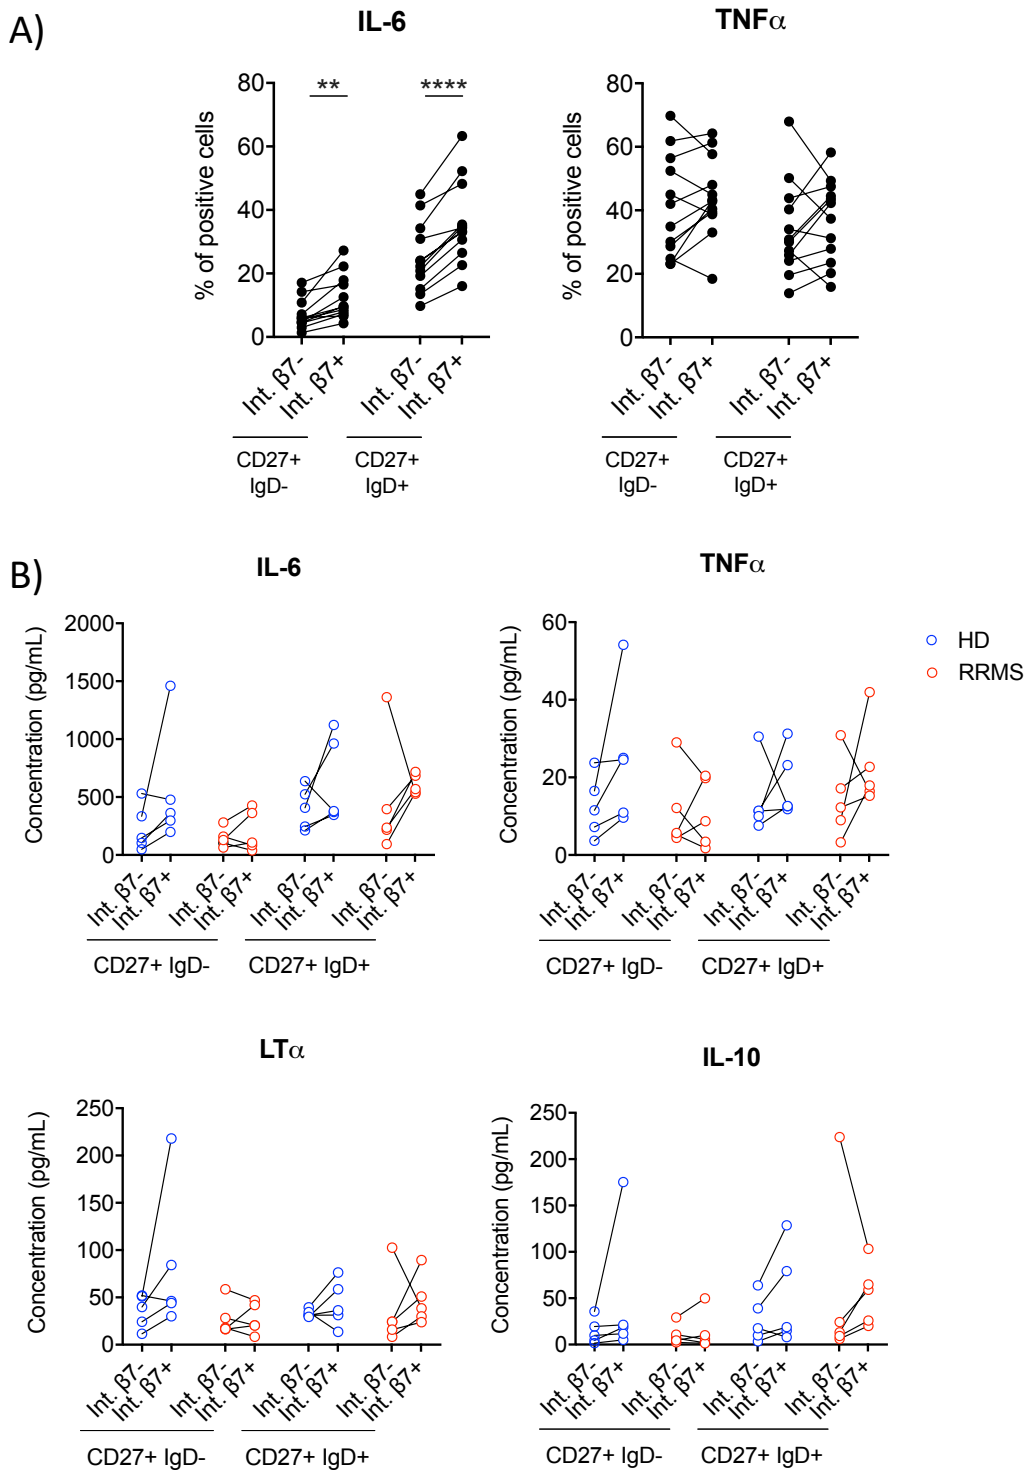 A)
IL-6
TNFα
** ****
% of positive cells
80
60
40
20
0
Int. β7-
Int. β7+
Int. β7-
Int. β7+
CD27+
IgD-
CD27+
IgD+
% of positive cells
80
60
40
20
0
Int. β7-
Int. β7+
Int. β7-
Int. β7+
CD27+
IgD-
CD27+
IgD+
B)
IL-6
Concentration (pg/mL)
2000
1500
1000
500
0
Int. β7-
Int. β7+
Int. β7-
Int. β7+
Int. β7-
Int. β7+
Int. β7-
Int. β7+
CD27+ IgD-
CD27+ IgD+
TNFα
Concentration (pg/mL)
60
40
20
0
Int. β7-
Int. β7+
Int. β7-
Int. β7+
Int. β7-
Int. β7+
Int. β7-
Int. β7+
CD27+ IgD-
CD27+ IgD+
HD
RRMS
LTα
Concentration (pg/mL)
250
200
150
100
50
0
Int. β7-
Int. β7+
Int. β7-
Int. β7+
Int. β7-
Int. β7+
Int. β7-
Int. β7+
CD27+ IgD-
CD27+ IgD+
IL-10
Concentration (pg/mL)
250
200
150
100
50
0
Int. β7-
Int. β7+
Int. β7-
Int. β7+
Int. β7-
Int. β7+
Int. β7-
Int. β7+
CD27+ IgD-
CD27+ IgD+